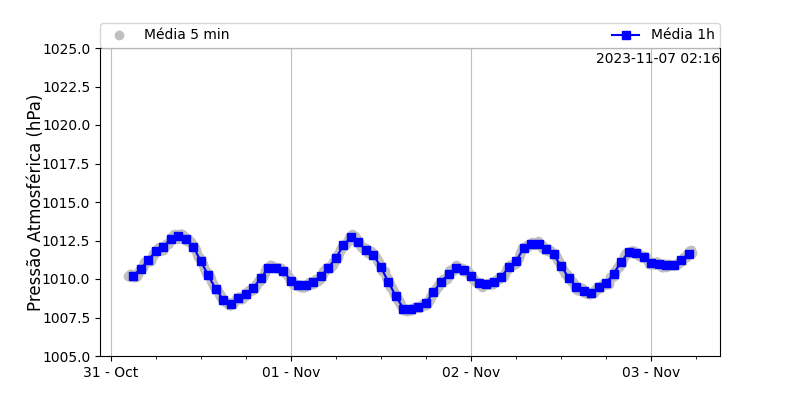 Média 5 min
Média 1h
2023-11-07 02:16
Pressão Atmosférica (hPa)
1025.0
1022.5
1020.0
1017.5
1015.0
1012.5
1010.0
1007.5
1005.0
31 - Oct
01 - Nov
02 - Nov
03 - Nov